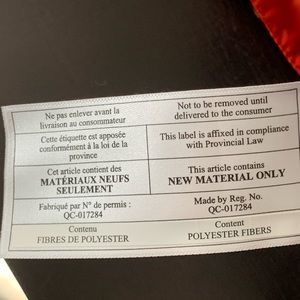 Ne pas enlever avant la
livraison au consommateur
Not to be removed until
delivered to the consumer
Cette étiquette est apposée
conformément à la loi de la
province
This label is affixed in compliance
with Provincial Law
Cet article contient des
MATÉRIAUX NEUFS
SEULEMENT
This article contains
NEW MATERIAL ONLY
Fabriqué par N° de permis :
QC-017284
Made by Reg. No.
QC-017284
Contenu
FIBRES DE POLYESTER
Content
POLYESTER FIBERS